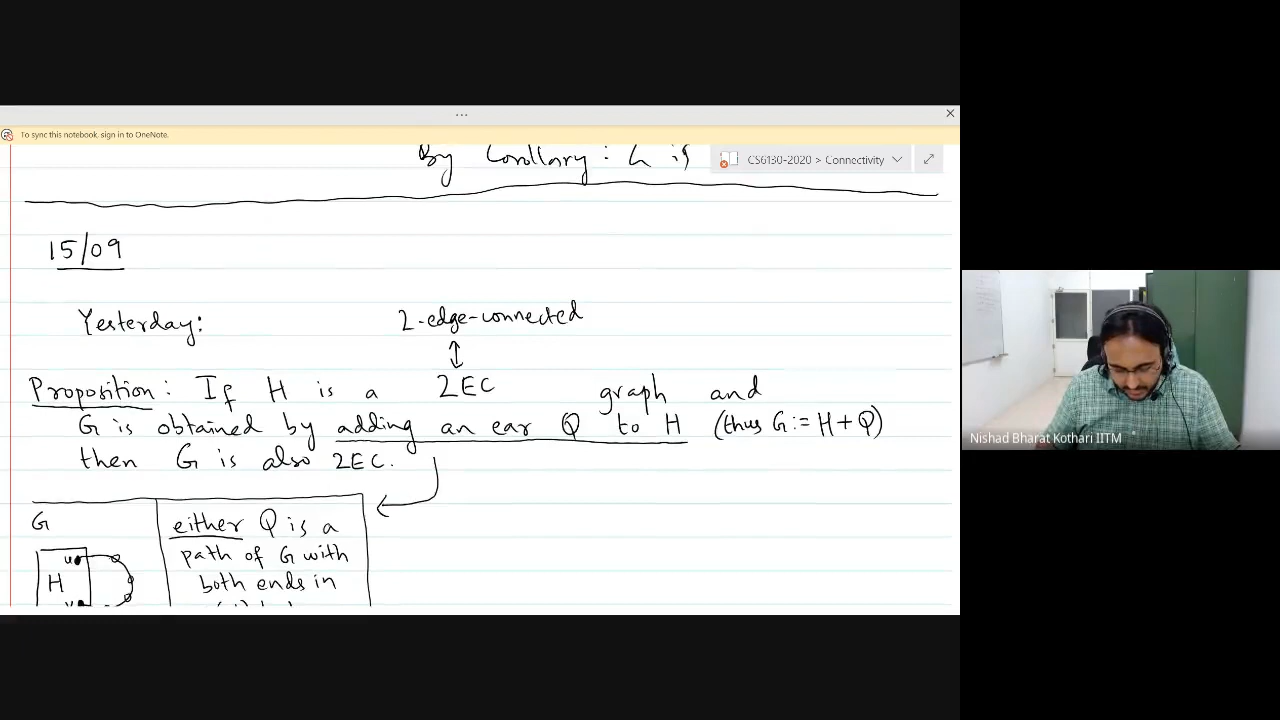 To sync this notebook, sign in to OneNote.
By Corollary: G is
CS6130-2020 > Connectivity
15/09
Yesterday:
2-edge-connected
↕
Proposition: If H is a 2EC graph and
G is obtained by adding an ear Q to H (thus G:= H+Q)
then G is also 2EC.
G
either Q is a
path of G with
both ends in
u
H
v
Nishad Bharat Kothari IITM